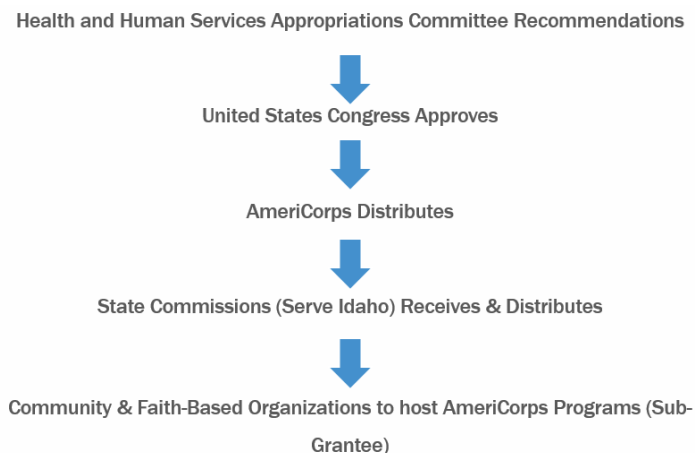 Health and Human Services Appropriations Committee Recommendations
United States Congress Approves
AmeriCorps Distributes
State Commissions (Serve Idaho) Receives & Distributes
Community & Faith-Based Organizations to host AmeriCorps Programs (Sub-
Grantee)